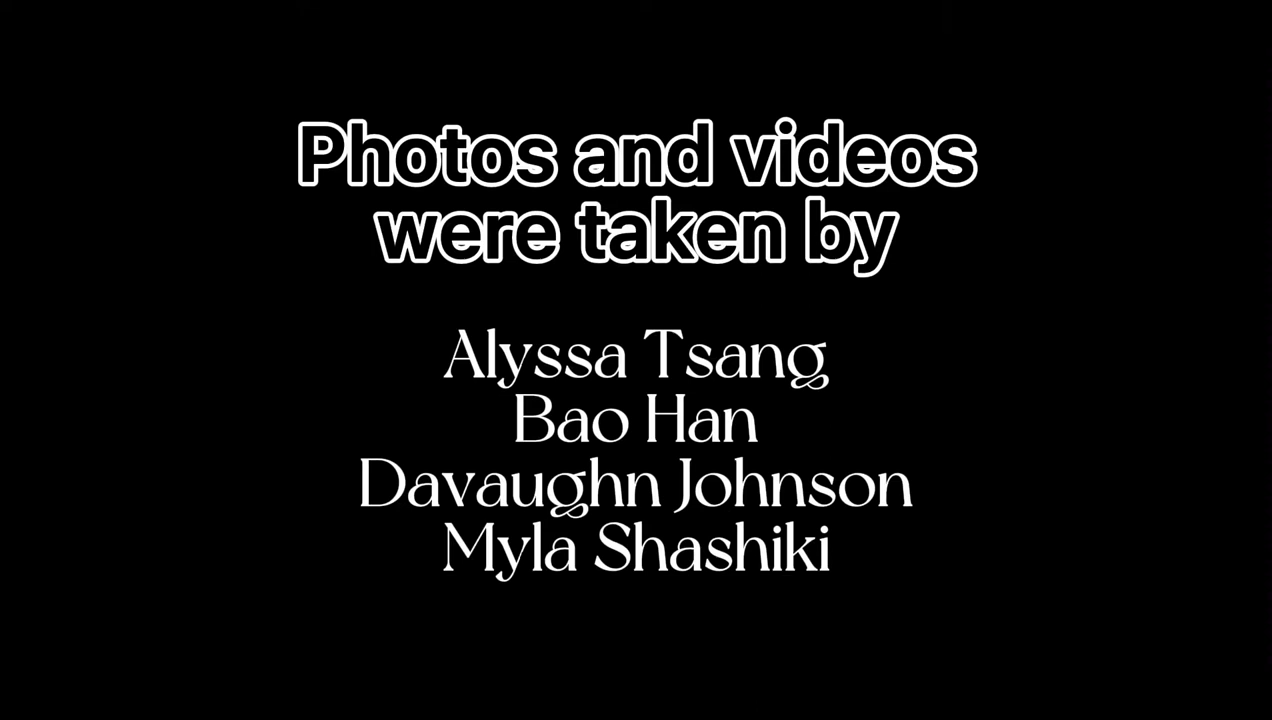 Photos and videos
were taken by
Alyssa Tsang
Bao Han
Davaughn Johnson
Myla Shashiki